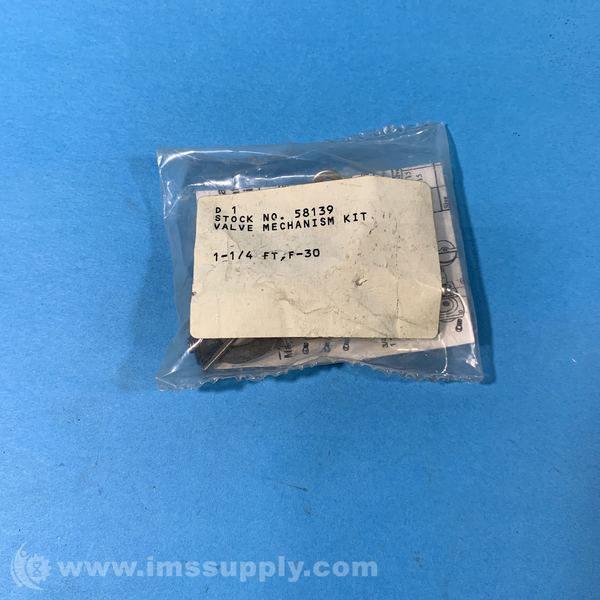 D 1
STOCK NO. 58139
VALVE MECHANISM KIT
1-1/4 FT,F-30
www.imssupply.com